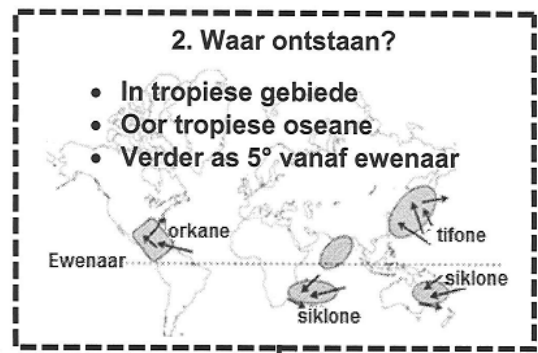 2. Waar ontstaan?
• In tropiese gebiede
• Oor tropiese oseane
• Verder as 5° vanaf ewenaar
orkane
tifone
Ewenaar
siklone
siklone